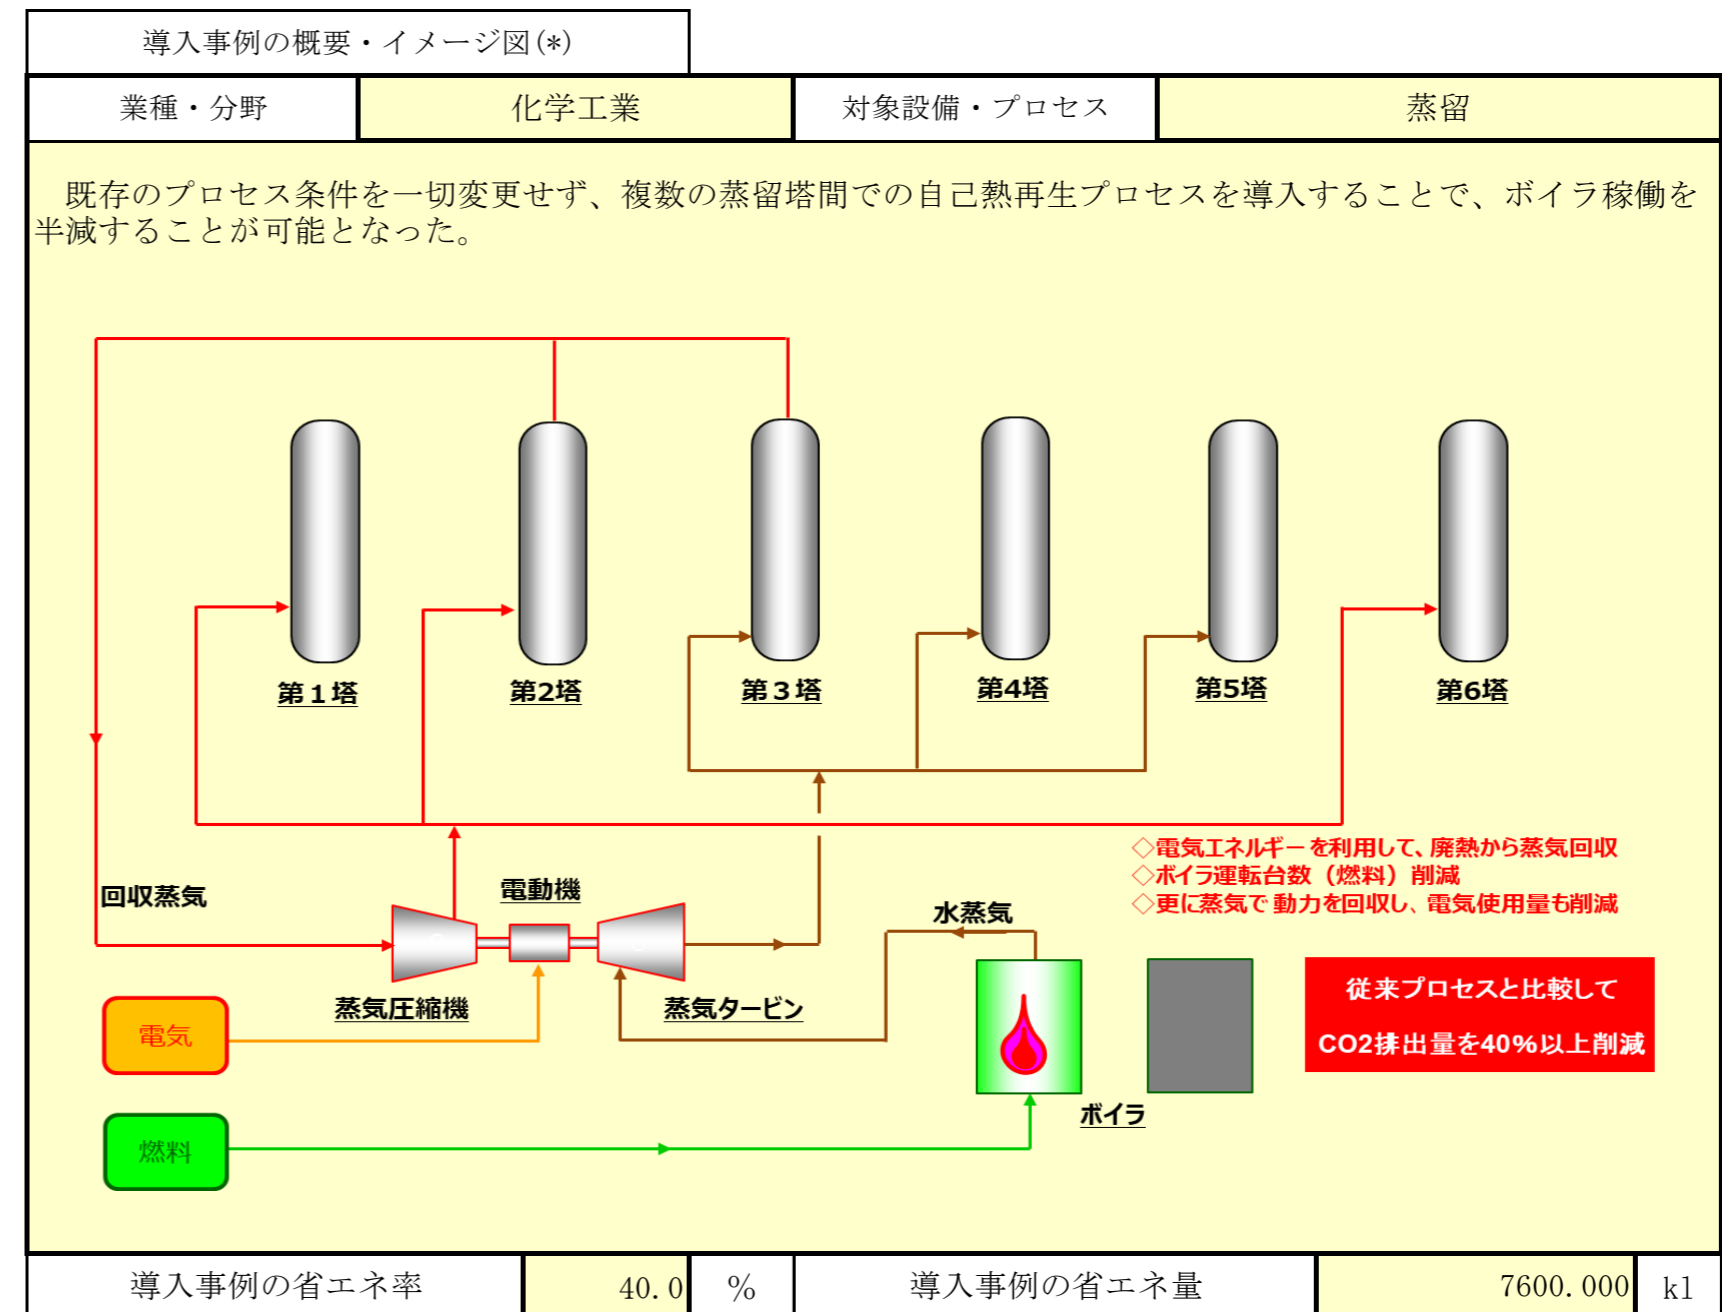 導入事例の概要・イメージ図(*)
業種・分野 化学工業 対象設備・プロセス 蒸留
既存のプロセス条件を一切変更せず、複数の蒸留塔間での自己熱再生プロセスを導入することで、ボイラ稼働を
半減することが可能となった。
第１塔 第2塔 第３塔 第4塔 第5塔 第6塔
◇電気エネルギーを利用して、廃熱から蒸気回収
◇ボイラ運転台数（燃料）削減
◇更に蒸気で動力を回収し、電気使用量も削減
回収蒸気
電動機
水蒸気
蒸気圧縮機
蒸気タービン
従来プロセスと比較して
CO2排出量を40%以上削減
電気
ボイラ
燃料
導入事例の省エネ率 40.0 % 導入事例の省エネ量 7600.000 kl